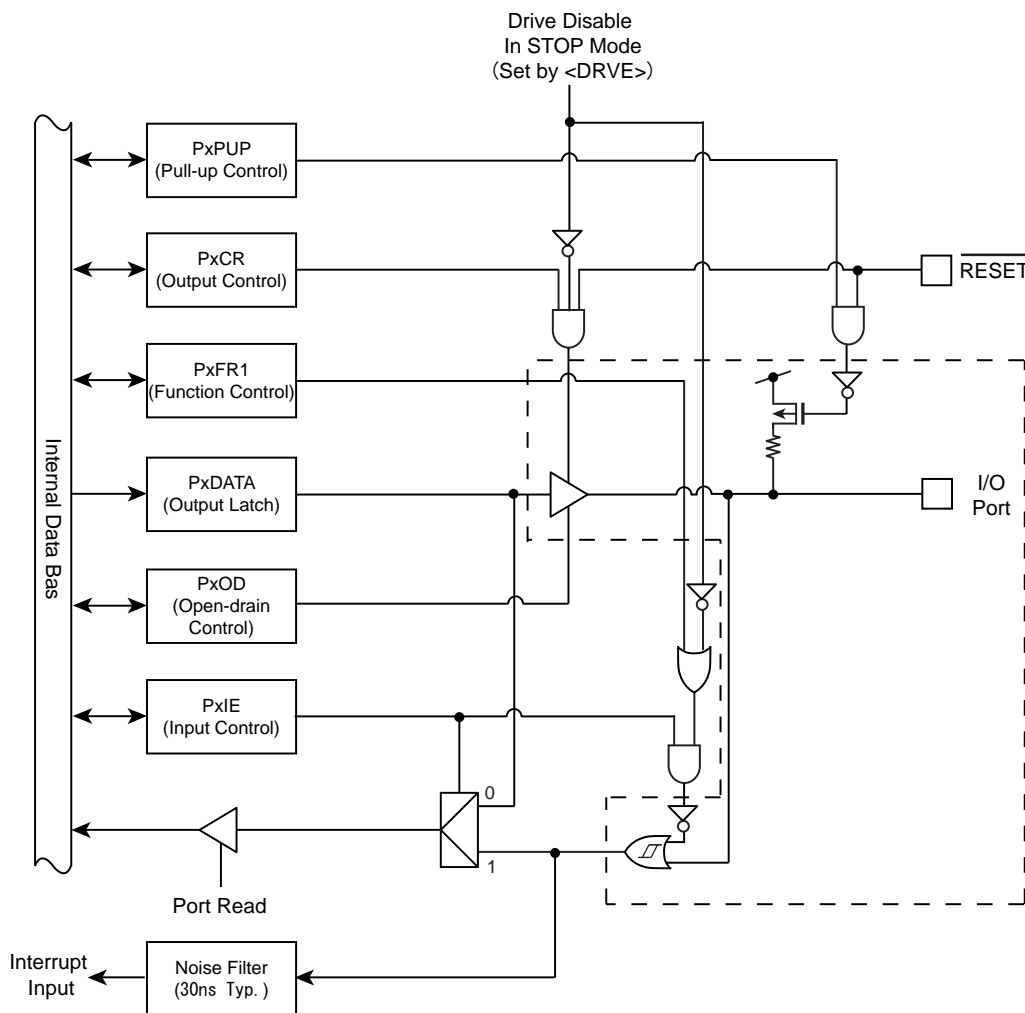 Drive Disable
In STOP Mode
(Set by <DRVE>)
PxPUP
(Pull-up Control)
PxCR
(Output Control)
RESET
PxFR1
(Function Control)
Internal Data Bas
PxDATA
(Output Latch)
I/O
Port
PxOD
(Open-drain
Control)
PxIE
(Input Control)
0
1
Port Read
Interrupt
Input
Noise Filter
(30ns Typ.)